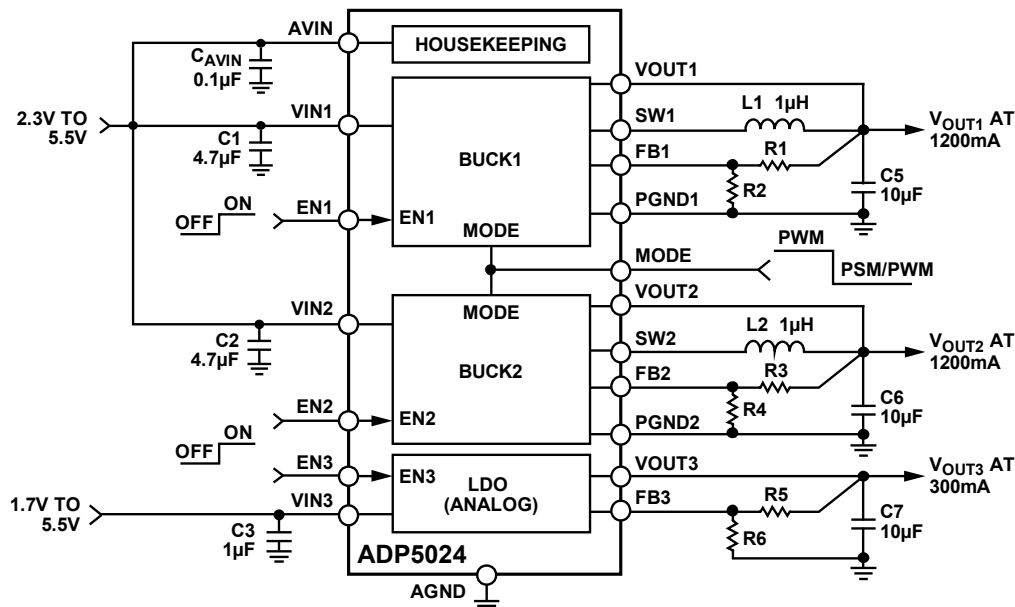 AVIN
HOUSEKEEPING
CAVIN
0.1µF
2.3V TO
5.5V
VIN1
C1
4.7µF
BUCK1
OFF
ON
EN1
EN1
MODE
VOUT1
SW1
L1 1µH
FB1
R1
R2
PGND1
VOUT1 AT
1200mA
C5
10µF
MODE
PWM
PSM/PWM
VIN2
C2
4.7µF
MODE
BUCK2
EN2
EN2
OFF
ON
VOUT2
SW2
L2 1µH
FB2
R3
R4
PGND2
VOUT2 AT
1200mA
C6
10µF
EN3
EN3
LDO
(ANALOG)
1.7V TO
5.5V
VIN3
C3
1µF
VOUT3
FB3
R5
R6
VOUT3 AT
300mA
C7
10µF
ADP5024
AGND